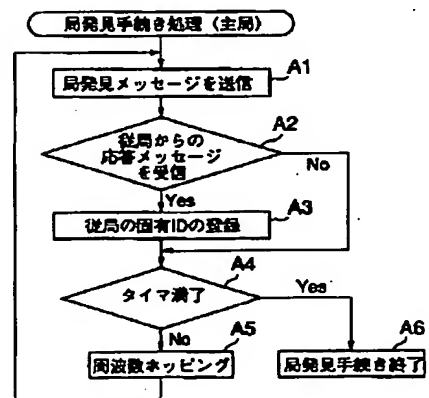 局発見手続き処理（主局）
局発見メッセージを送信
A1
従局からの
応答メッセージ
を受信
A2
No
Yes
従局の固有IDの登録
A3
タイマ満了
A4
Yes
No
周波数ホッピング
A5
局発見手続き終了
A6